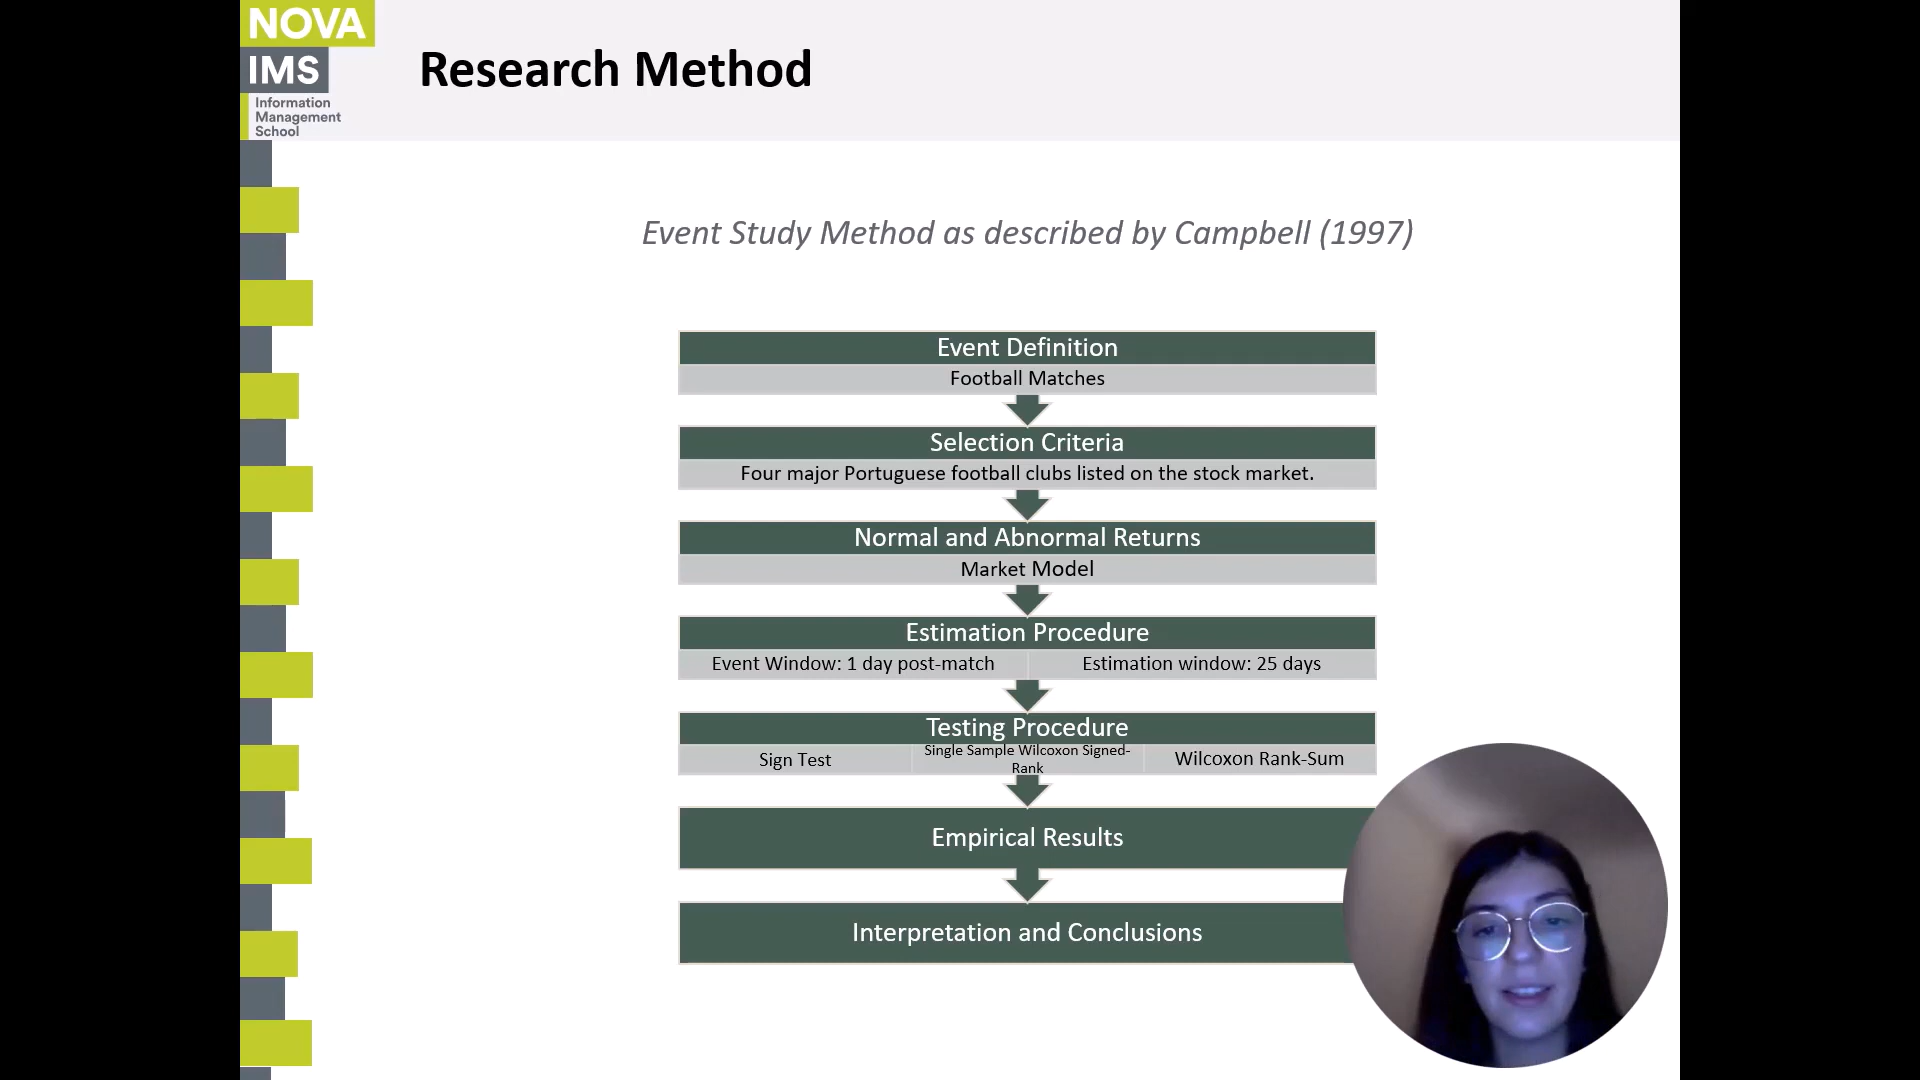 NOVA
IMS
Information
Management
School
Research Method
Event Study Method as described by Campbell (1997)
Event Definition
Football Matches
Selection Criteria
Four major Portuguese football clubs listed on the stock market.
Normal and Abnormal Returns
Market Model
Estimation Procedure
Event Window: 1 day post-match
Estimation window: 25 days
Testing Procedure
Sign Test
Single Sample Wilcoxon Signed-
Rank
Wilcoxon Rank-Sum
Empirical Results
Interpretation and Conclusions